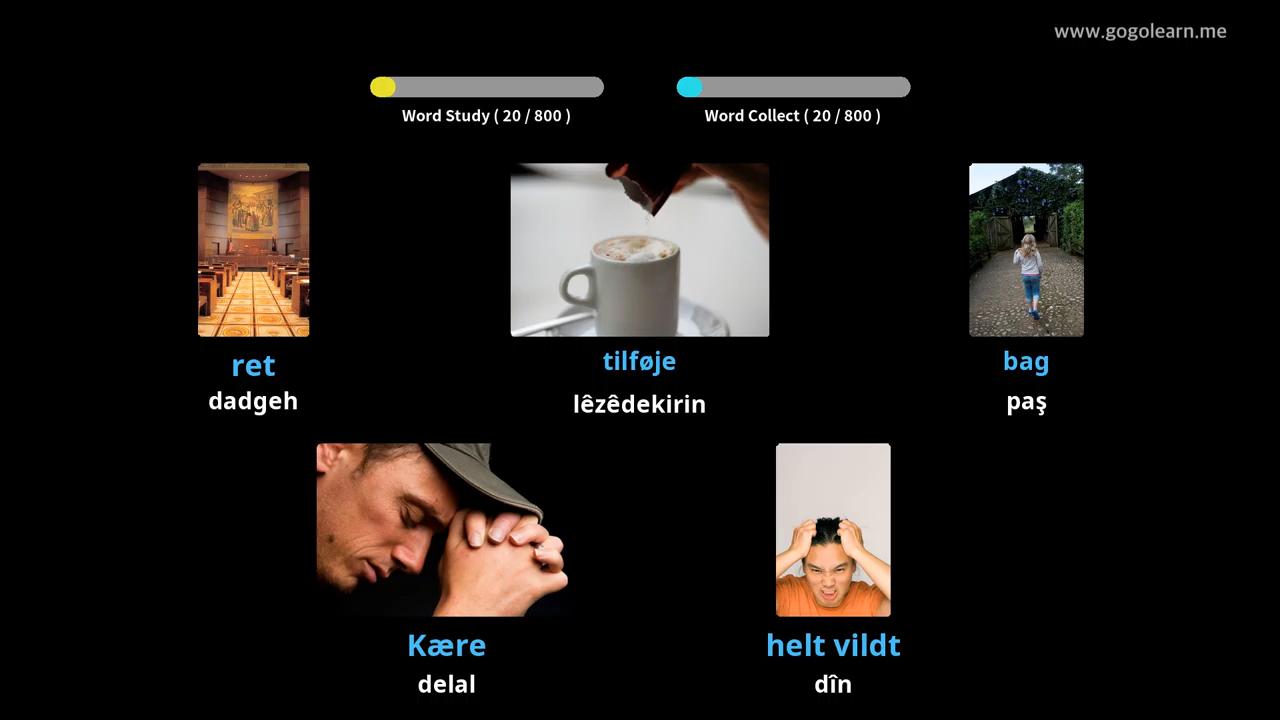 www.gogolearn.me
Word Study ( 20 / 800 )
Word Collect ( 20 / 800 )
ret
dadgeh
tilføje
lêzêdekirin
bag
paş
Kære
delal
helt vildt
dîn